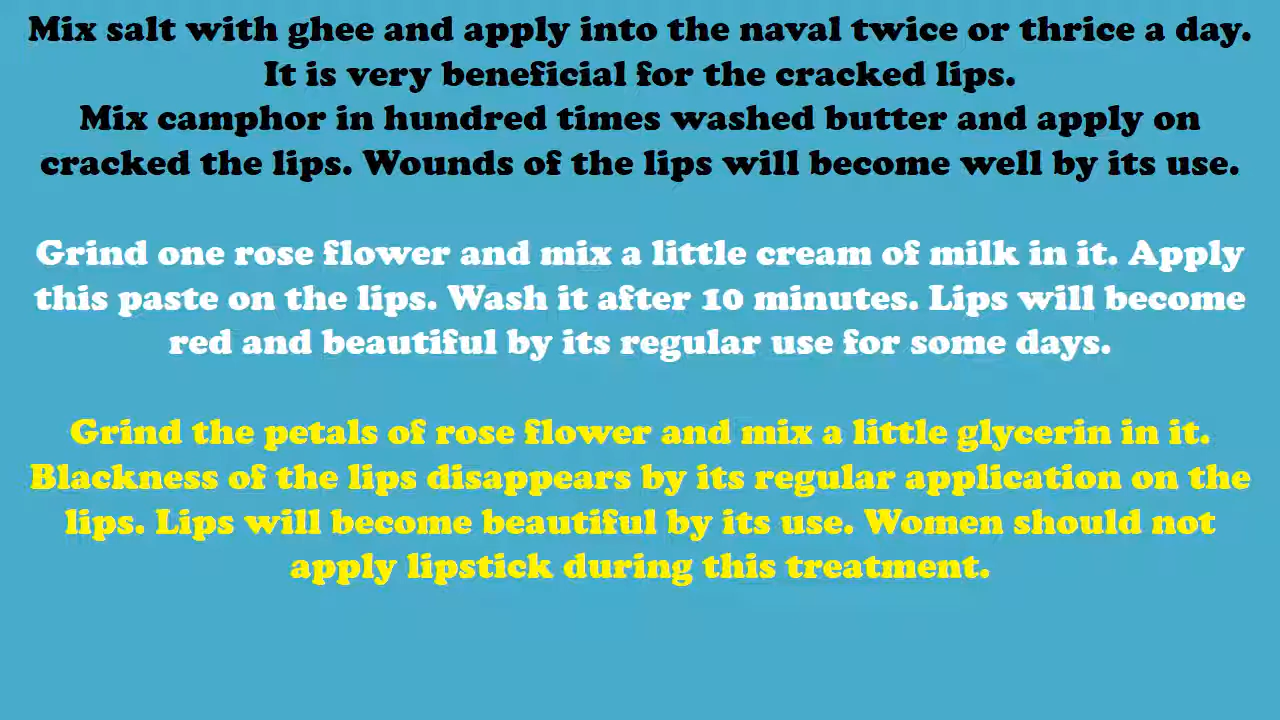 Mix salt with ghee and apply into the naval twice or thrice a day.
It is very beneficial for the cracked lips.
Mix camphor in hundred times washed butter and apply on
cracked the lips. Wounds of the lips will become well by its use.
Grind one rose flower and mix a little cream of milk in it. Apply
this paste on the lips. Wash it after 10 minutes. Lips will become
red and beautiful by its regular use for some days.
Grind the petals of rose flower and mix a little glycerin in it.
Blackness of the lips disappears by its regular application on the
lips. Lips will become beautiful by its use. Women should not
apply lipstick during this treatment.